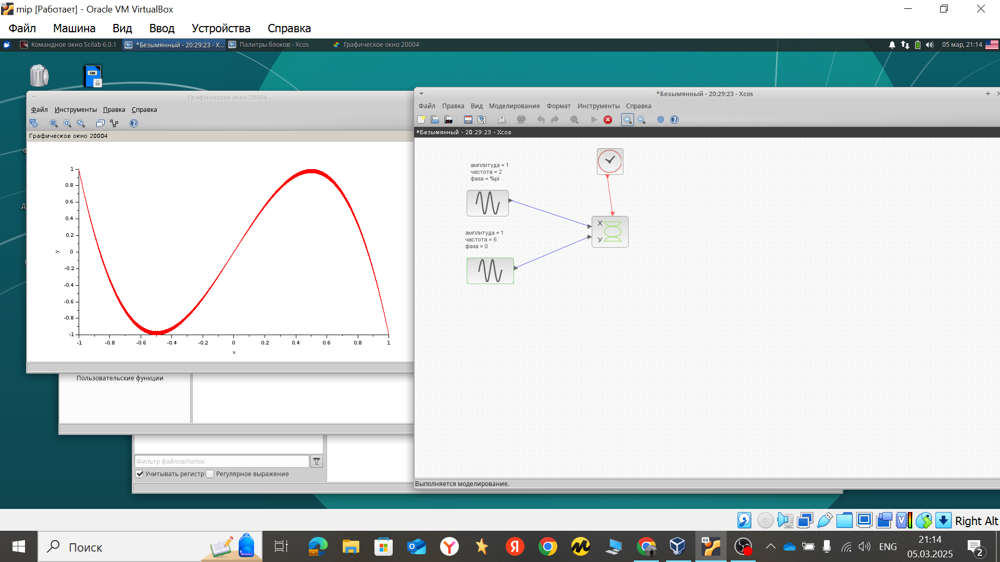 mip [Работает] - Oracle VM VirtualBox
Файл Машина Вид Ввод Устройства Справка
Командное окно Scilab 6.0.1
*Безымянный - 20:29:23 - X...
Палитры блоков - Xcos
Графическое окно 20004
05 мар, 21:14
OM
Графическое окно 20004
Файл Инструменты Правка Справка
Графическое окно 20004
1
0.8
0.6
0.4
0.2
0
-0.2
-0.4
-0.6
-0.8
-1
y
-1 -0.8 -0.6 -0.4 -0.2 0 0.2 0.4 0.6 0.8 1
x
*Безымянный - 20:29:23 - Xcos
Файл Правка Вид Моделирование Формат Инструменты Справка
*Безымянный - 20:29:23 - Xcos
амплитуда = 1
частота = 2
фаза = %pi
амплитуда = 1
частота = 6
фаза = 0
X
У
Выполняется моделирование.
Пользовательские функции
Фильтр файлов/папок
Учитывать регистр
Регулярное выражение
Right Alt
Поиск
64
ENG
21:14
05.03.2025
2